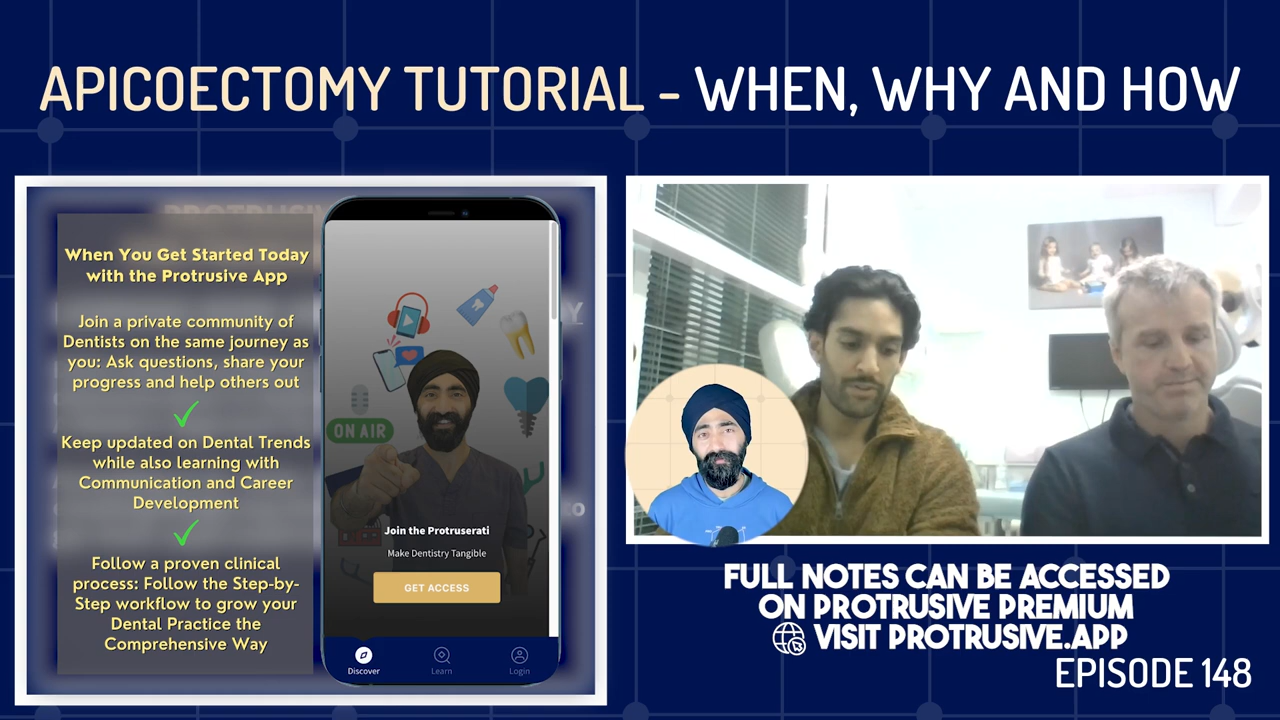 APICOECTOMY TUTORIAL - WHEN, WHY AND HOW
When You Get Started Today
with the Protrusive App
Join a private community of
Dentists on the same journey as
you: Ask questions, share your
progress and help others out
Keep updated on Dental Trends
while also learning with
Communication and Career
Development
Follow a proven clinical
process: Follow the Step-by-
Step workflow to grow your
Dental Practice the
Comprehensive Way
ON AIR
Join the Protruserati
Make Dentistry Tangible
GET ACCESS
Discover
Learn
Login
FULL NOTES CAN BE ACCESSED
ON PROTRUSIVE PREMIUM
VISIT PROTRUSIVE.APP
EPISODE 148